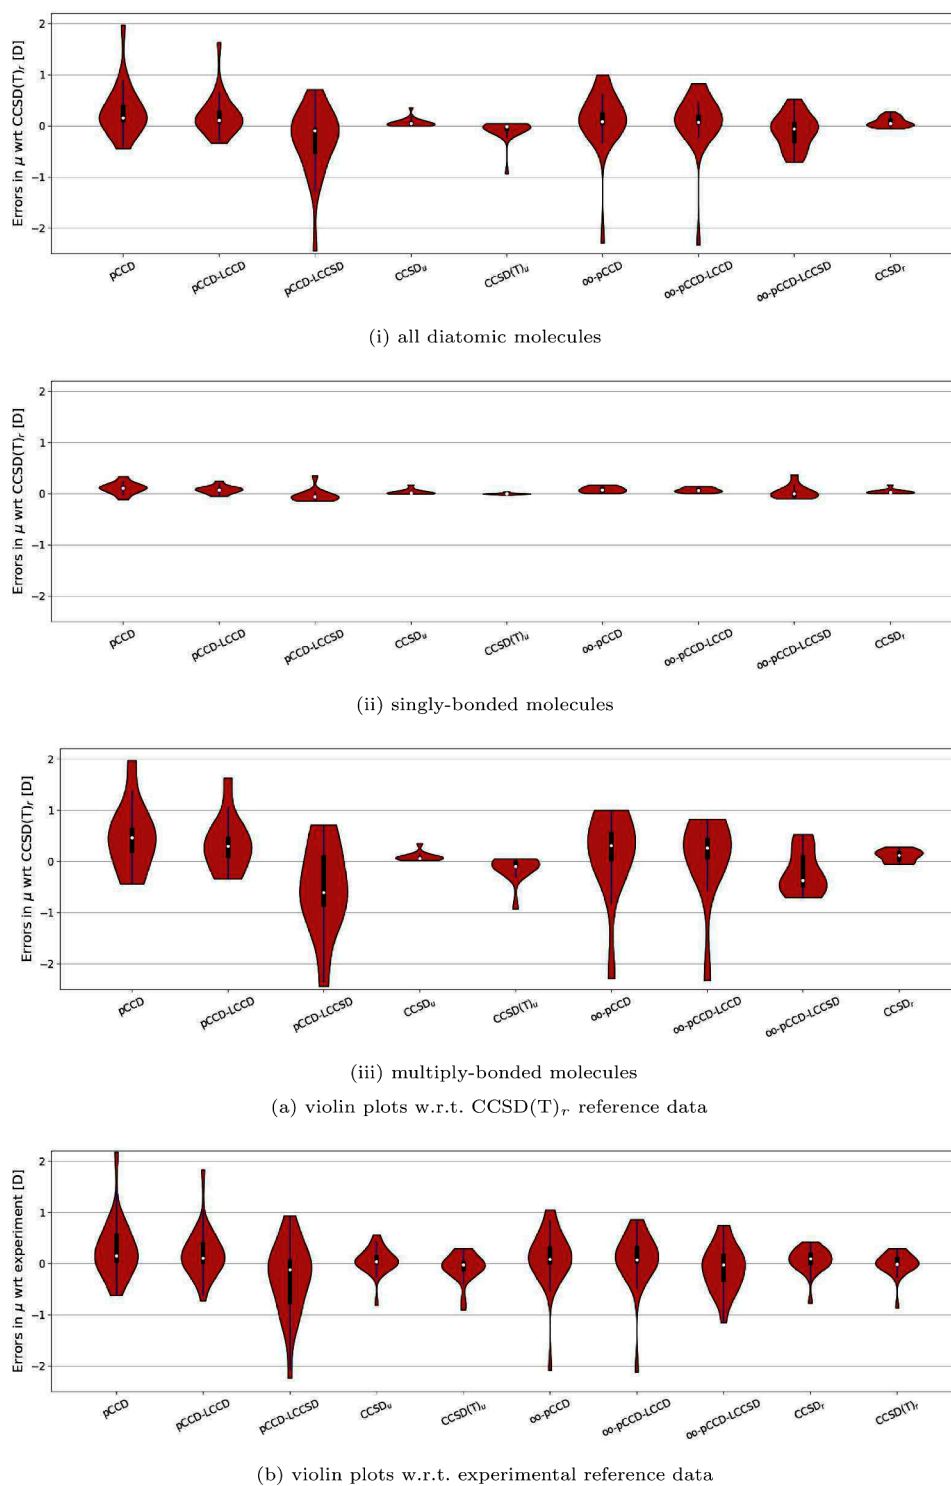 Errors in μ wrt CCSD(T)ᵣ [D]
2
1
0
−1
−2
pCCD pCCD-LCCD pCCD-LCCSD CCSDᵤ CCSD(T)ᵤ oo-pCCD oo-pCCD-LCCD oo-pCCD-LCCSD CCSDᵣ
(i) all diatomic molecules
Errors in μ wrt CCSD(T)ᵣ [D]
2
1
0
−1
−2
pCCD pCCD-LCCD pCCD-LCCSD CCSDᵤ CCSD(T)ᵤ oo-pCCD oo-pCCD-LCCD oo-pCCD-LCCSD CCSDᵣ
(ii) singly-bonded molecules
Errors in μ wrt CCSD(T)ᵣ [D]
2
1
0
−1
−2
pCCD pCCD-LCCD pCCD-LCCSD CCSDᵤ CCSD(T)ᵤ oo-pCCD oo-pCCD-LCCD oo-pCCD-LCCSD CCSDᵣ
(iii) multiply-bonded molecules
(a) violin plots w.r.t. CCSD(T)ᵣ reference data
Errors in μ wrt experiment [D]
2
1
0
−1
−2
pCCD pCCD-LCCD pCCD-LCCSD CCSDᵤ CCSD(T)ᵤ oo-pCCD oo-pCCD-LCCD oo-pCCD-LCCSD CCSDᵣ CCSD(T)ᵣ
(b) violin plots w.r.t. experimental reference data